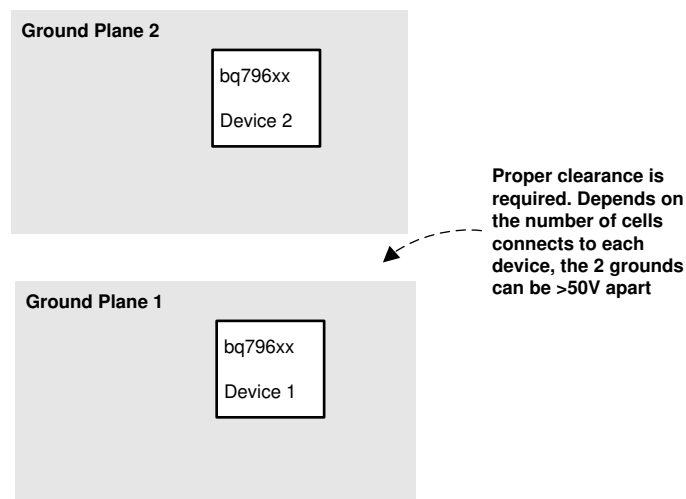 Ground Plane 2
bq796xx
Device 2
Proper clearance is
required. Depends on
the number of cells
connects to each
device, the 2 grounds
can be >50V apart
Ground Plane 1
bq796xx
Device 1